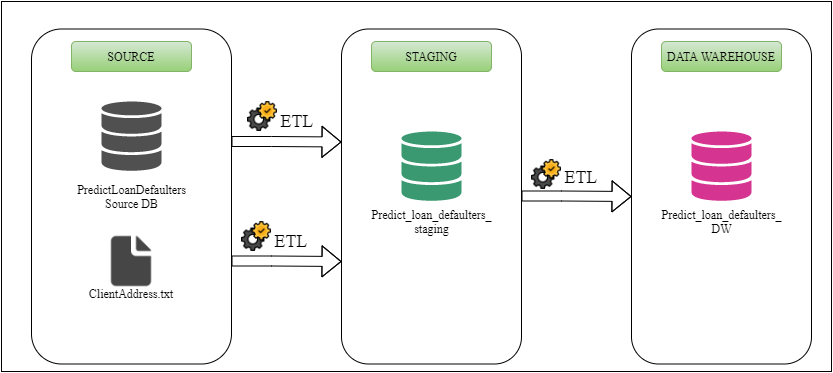 SOURCE
STAGING
DATA WAREHOUSE
ETL
PredictLoanDefaulters
Source DB
ETL
Predict_loan_defaulters_
staging
Predict_loan_defaulters_
DW
ETL
ClientAddress.txt